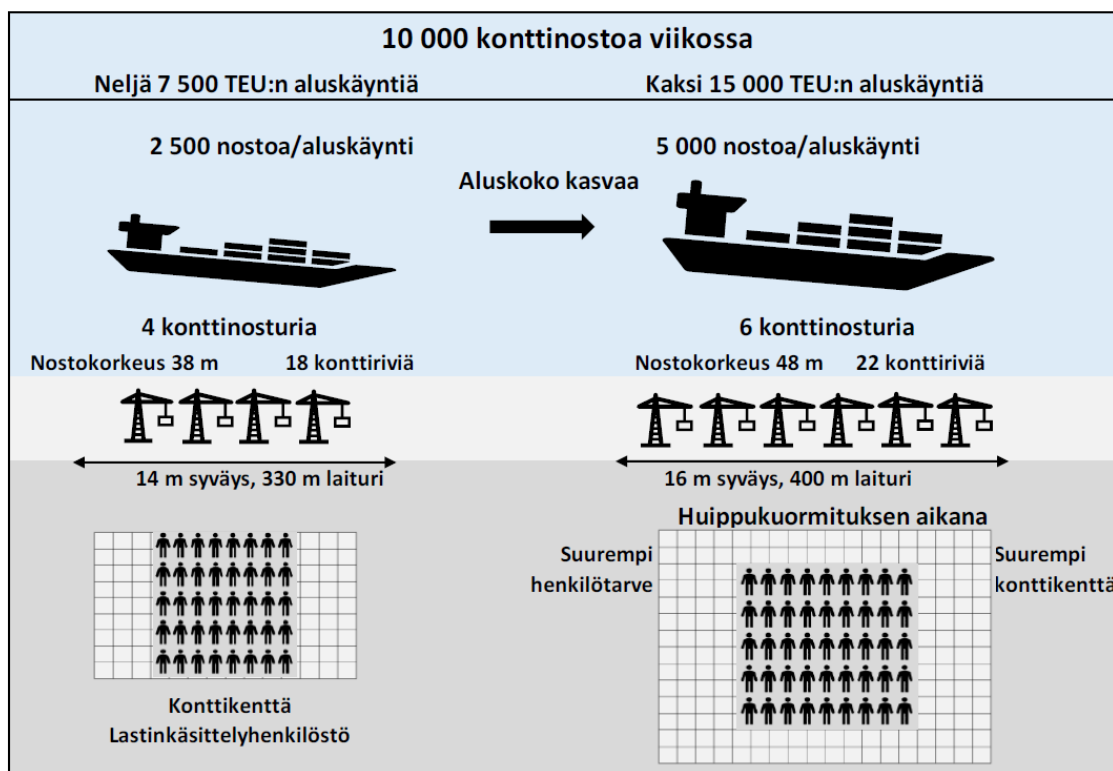 10 000 konttinostoa viikossa
Neljä 7 500 TEU:n aluskäyntiä
Kaksi 15 000 TEU:n aluskäyntiä
2 500 nostoa/aluskäynti
5 000 nostoa/aluskäynti
Aluskoko kasvaa
4 konttinosturia
6 konttinosturia
Nostokorkeus 38 m
18 konttiriviä
Nostokorkeus 48 m
22 konttiriviä
14 m syväys, 330 m laituri
16 m syväys, 400 m laituri
Huippukuormituksen aikana
Suurempi
henkilötarve
Suurempi
konttikenttä
Konttikenttä
Lastinkäsittelyhenkilöstö